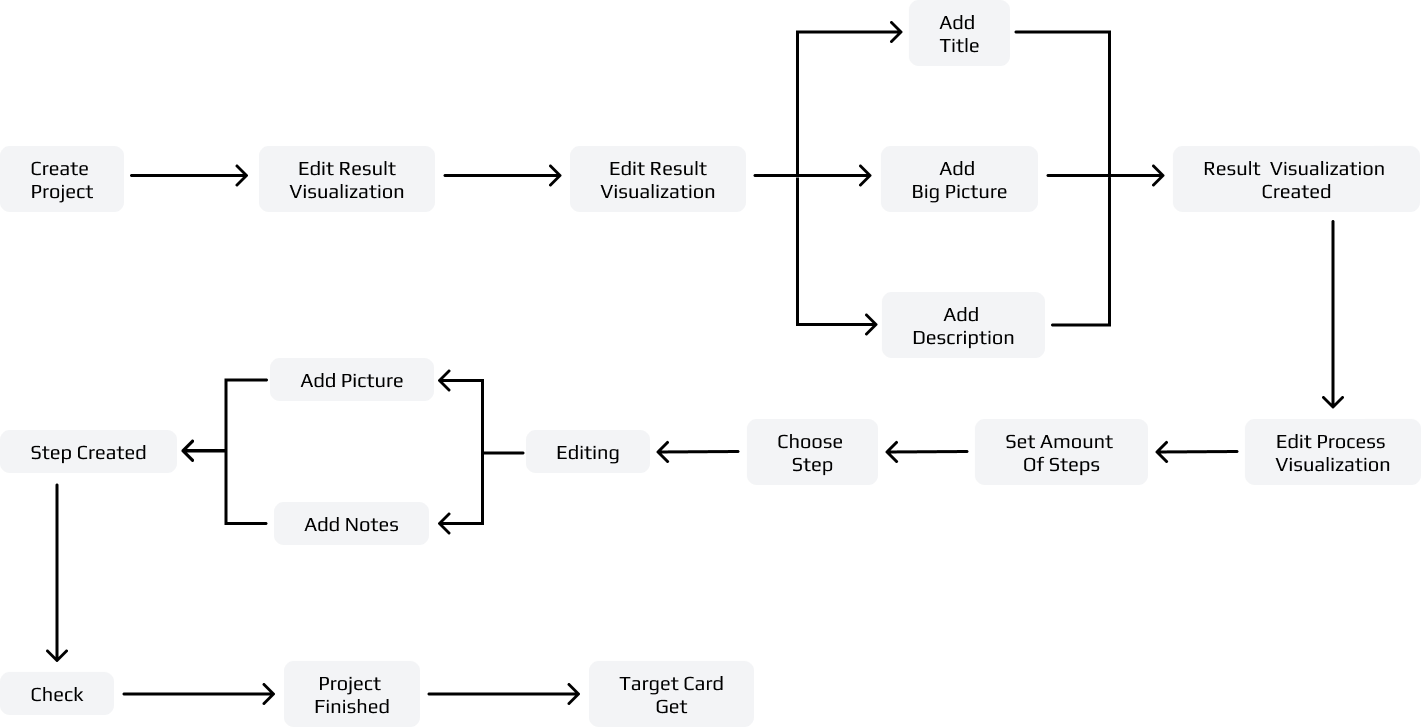 Add
Title
Create
Project
Edit Result
Visualization
Edit Result
Visualization
Add
Big Picture
Result  Visualization
Created
Add
Description
Add Picture
Step Created
Editing
Choose
Step
Set Amount
Of Steps
Edit Process
Visualization
Add Notes
Check
Project
Finished
Target Card
Get